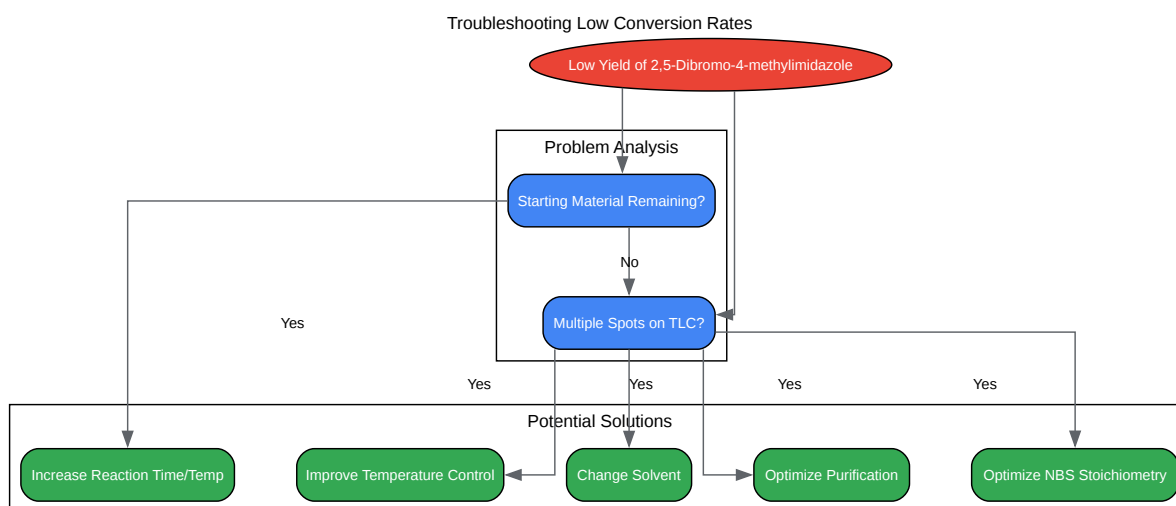 Troubleshooting Low Conversion Rates
Low Yield of 2,5-Dibromo-4-methylimidazole
Problem Analysis
Starting Material Remaining?
No
Multiple Spots on TLC?
Yes
Yes
Yes
Yes
Yes
Potential Solutions
Increase Reaction Time/Temp
Improve Temperature Control
Change Solvent
Optimize Purification
Optimize NBS Stoichiometry